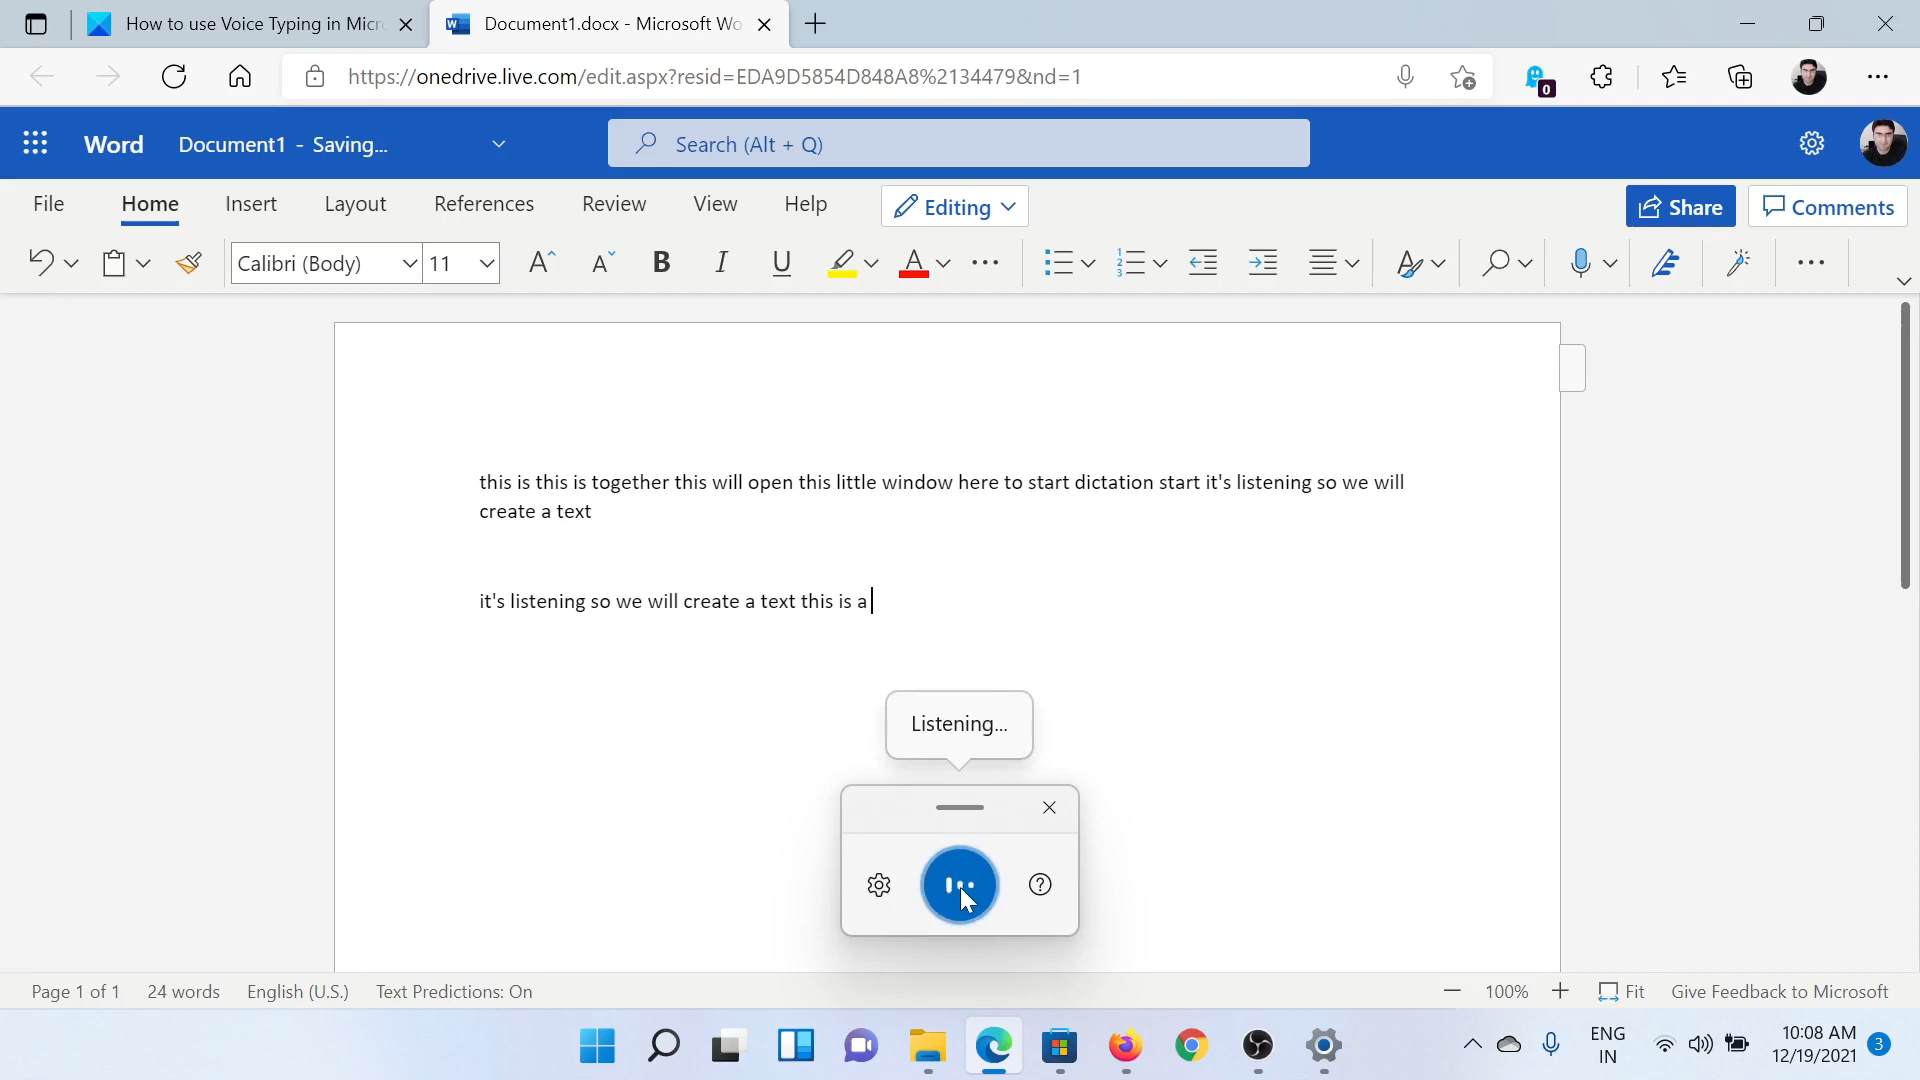 How to use Voice Typing in Micr
Document1.docx - Microsoft Wo
https://onedrive.live.com/edit.aspx?resid=EDA9D5854D848A8%2134479&nd=1
0
Word
Document1 - Saving...
Search (Alt + Q)
File
Home
Insert
Layout
References
Review
View
Help
Editing
Share
Comments
Calibri (Body)
11
this is this is together this will open this little window here to start dictation start it's listening so we will
create a text
it's listening so we will create a text this is a
Listening...
Page 1 of 1
24 words
English (U.S.)
Text Predictions: On
100%
Fit
Give Feedback to Microsoft
ENG
IN
10:08 AM
12/19/2021
3